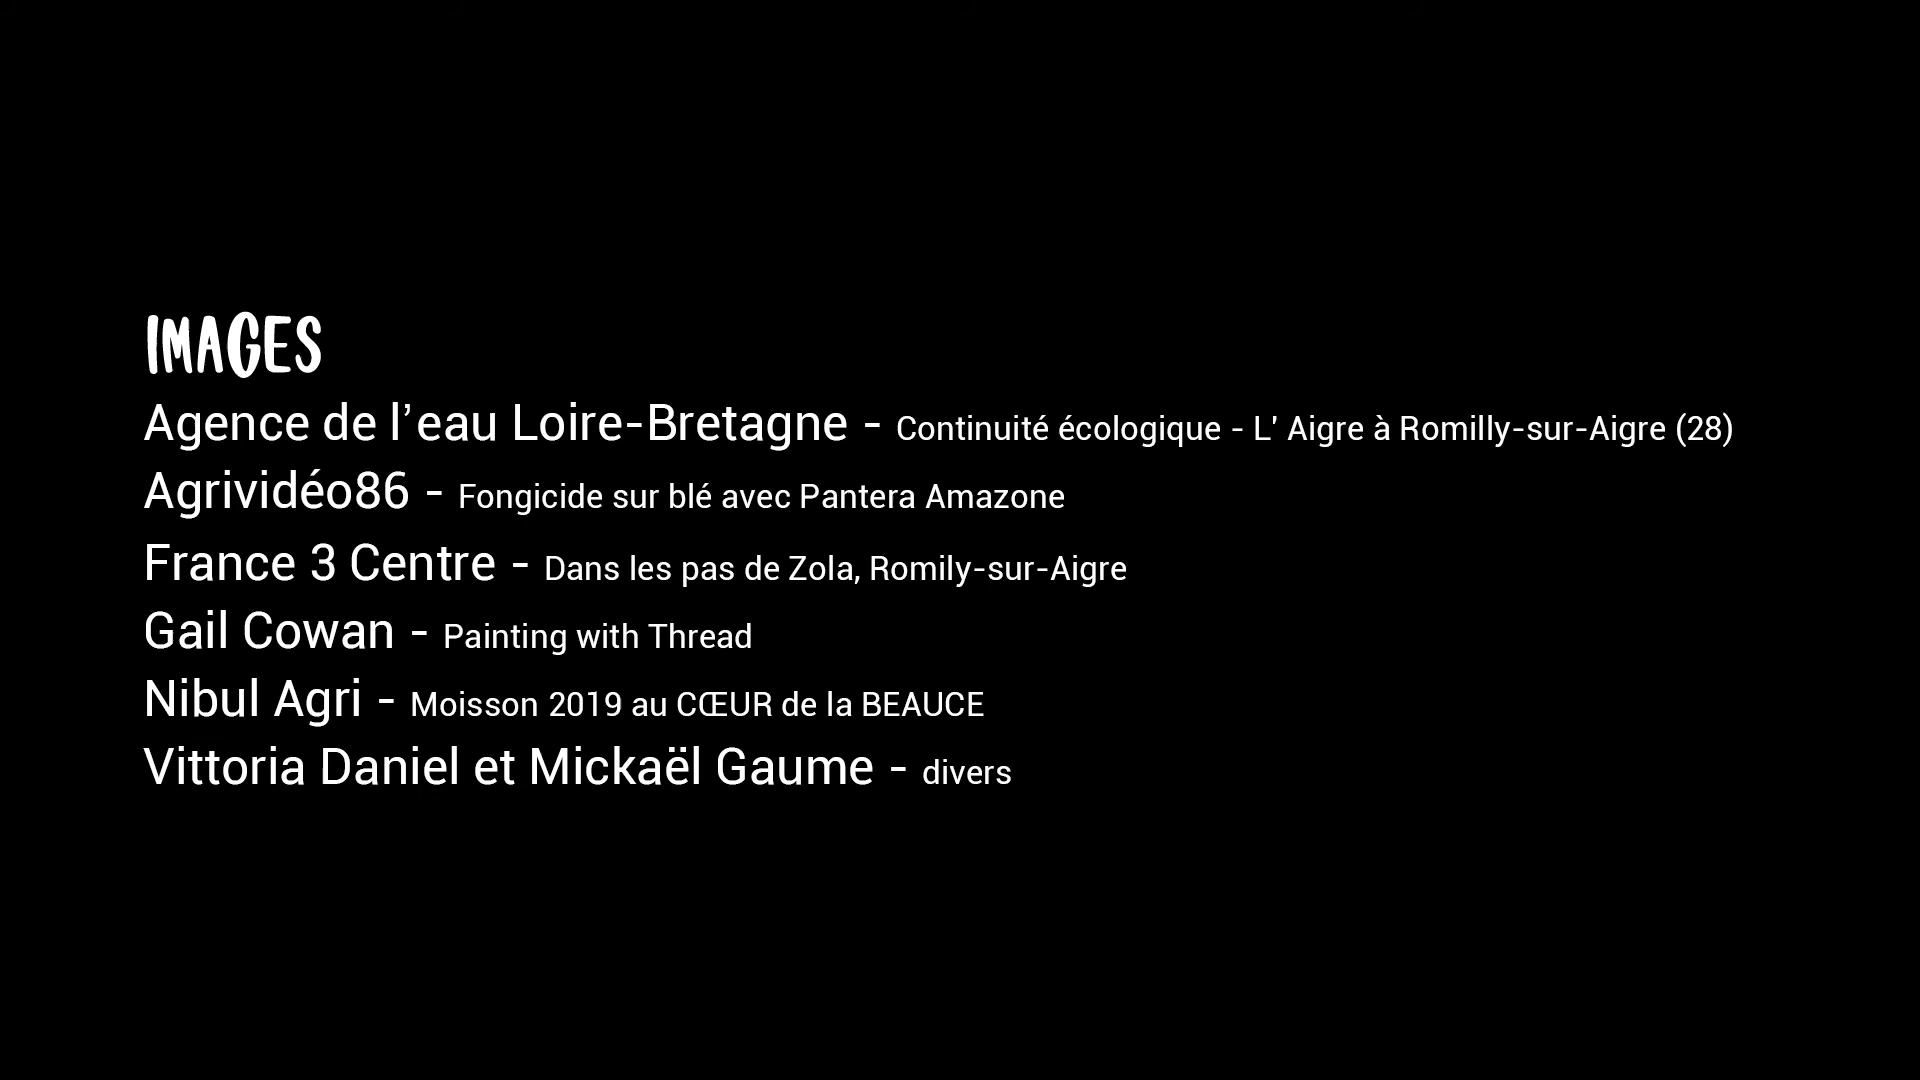 IMAGES
Agence de l’eau Loire-Bretagne - Continuité écologique - L' Aigre à Romilly-sur-Aigre (28)
Agrividéo86 - Fongicide sur blé avec Pantera Amazone
France 3 Centre - Dans les pas de Zola, Romily-sur-Aigre
Gail Cowan - Painting with Thread
Nibul Agri - Moisson 2019 au CŒUR de la BEAUCE
Vittoria Daniel et Mickaël Gaume - divers